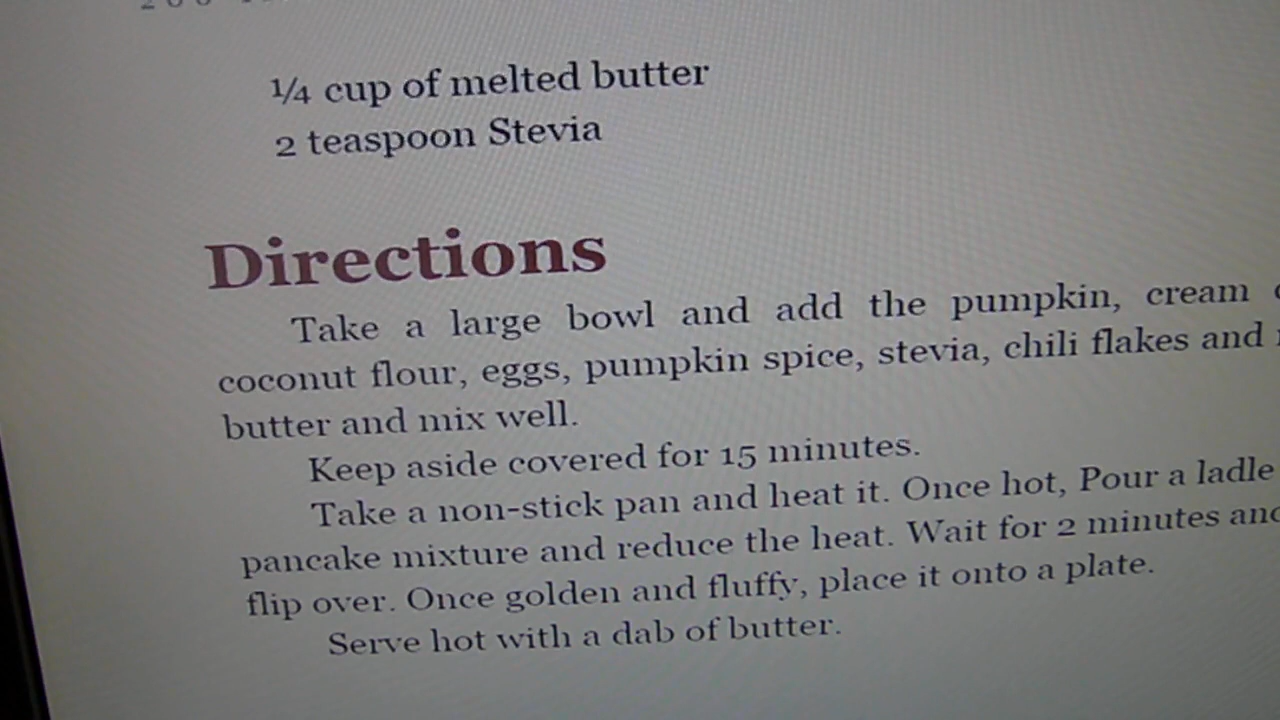 ¼ cup of melted butter
2 teaspoon Stevia
Directions
Take a large bowl and add the pumpkin, cream
coconut flour, eggs, pumpkin spice, stevia, chili flakes and
butter and mix well.
Keep aside covered for 15 minutes.
Take a non-stick pan and heat it. Once hot, Pour a ladle
pancake mixture and reduce the heat. Wait for 2 minutes and
flip over. Once golden and fluffy, place it onto a plate.
Serve hot with a dab of butter.